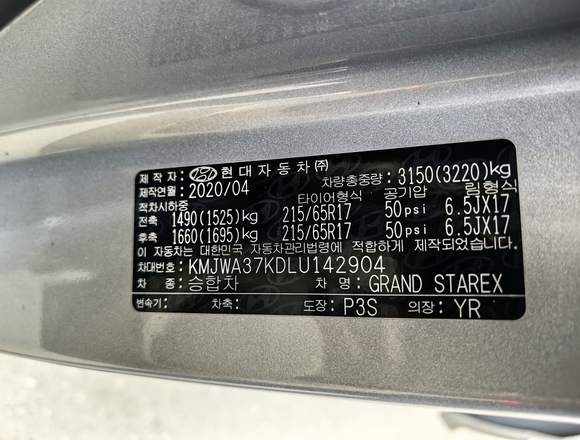 제 작 자 : 현 대 자 동 차 ㈜
제작연월 : 2020/04 차량총중량: 3150(3220)kg
적차시하중 타이어형식 공기압 림형식
전축 1490(1525)kg 215/65R17 50psi 6.5JX17
후축 1660(1695)kg 215/65R17 50psi 6.5JX17
이 자동차는 대한민국 자동차관리법령에 적합하게 제작되었습니다.
차대번호: KMJWA37KDLU142904
차 종: 승합차 차 명: GRAND STAREX
변속기: 차축: 도장: P3S 의장: YR